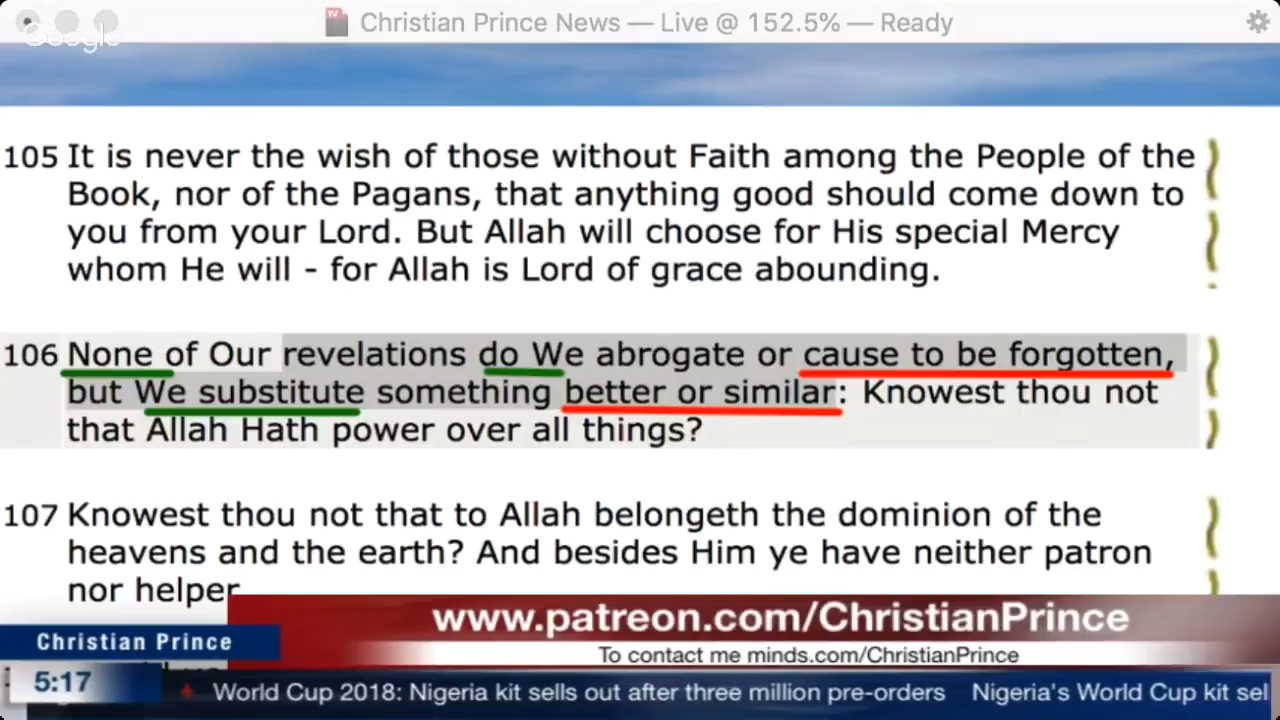 Christian Prince News — Live @ 152.5% — Ready
Google
105 It is never the wish of those without Faith among the People of the
Book, nor of the Pagans, that anything good should come down to
you from your Lord. But Allah will choose for His special Mercy
whom He will - for Allah is Lord of grace abounding.
106 None of Our revelations do We abrogate or cause to be forgotten,
but We substitute something better or similar: Knowest thou not
that Allah Hath power over all things?
107 Knowest thou not that to Allah belongeth the dominion of the
heavens and the earth? And besides Him ye have neither patron
nor helper
www.patreon.com/ChristianPrince
Christian Prince
To contact me minds.com/ChristianPrince
5:17
World Cup 2018: Nigeria kit sells out after three million pre-orders Nigeria's World Cup kit sel